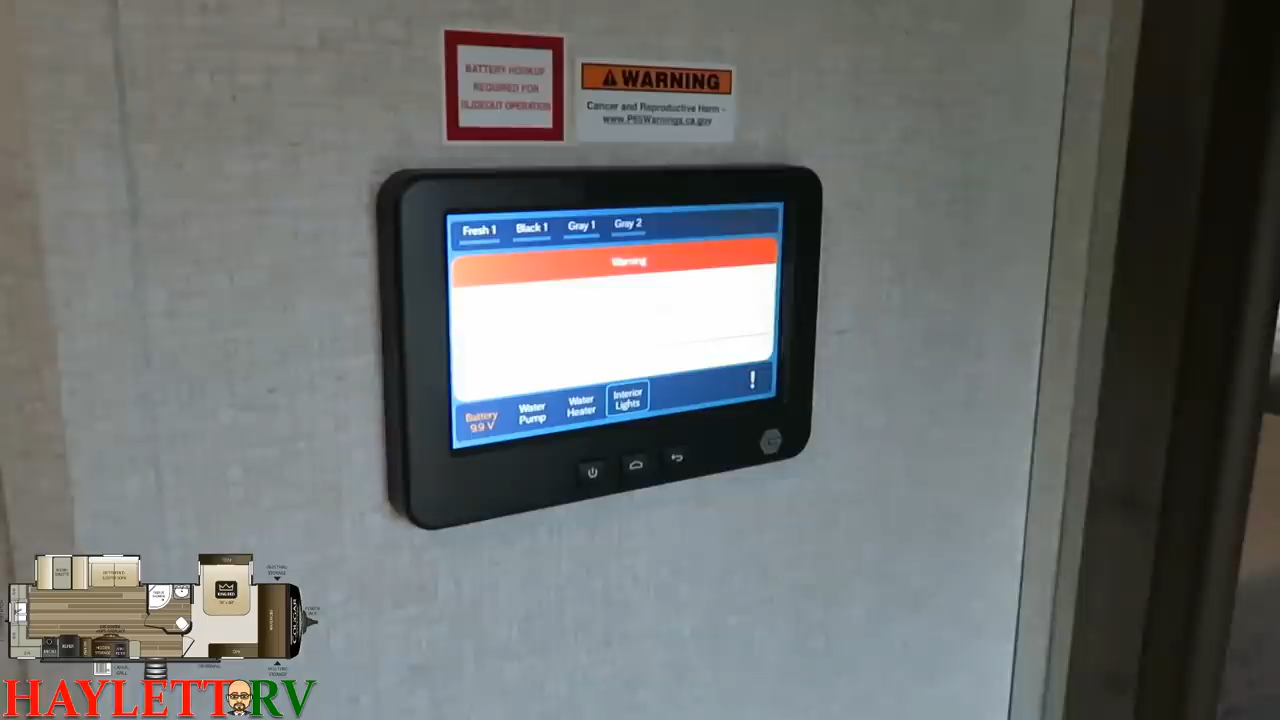 BATTERY HOOKUP
REQUIRED FOR
SLIDEOUT OPERATION
WARNING
Cancer and Reproductive Harm -
www.P65Warnings.ca.gov
Fresh 1
Black 1
Gray 1
Gray 2
Warning
Battery
9.9 V
Water
Pump
Water
Heater
Interior
Lights
!
COUGAR
HAYLETT RV